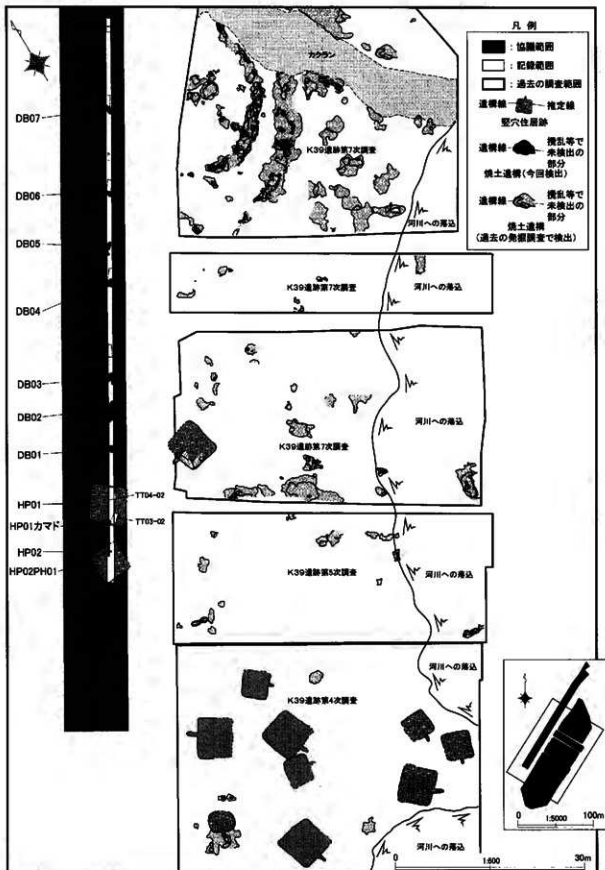 凡例
：協議範囲
：記録範囲
：過去の調査範囲
遺構線
推定線
竪穴住居跡
遺構線
攪乱等で
未検出の
部分
焼土遺構(今回検出)
遺構線
攪乱等で
未検出の
部分
焼土遺構
(過去の発掘調査で検出)
カクラン
DB07
K39遺跡第7次調査
DB06
河川への落込
DB05
K39遺跡第7次調査
河川への落込
DB04
DB03
DB02
河川への落込
DB01
K39遺跡第7次調査
TT04-02
HP01
TT03-02
HP01カマド
HP02
K39遺跡第5次調査
河川への落込
HP02PH01
河川への落込
K39遺跡第4次調査
河川への落込
0
1:600
30m
0
1:5000
100m